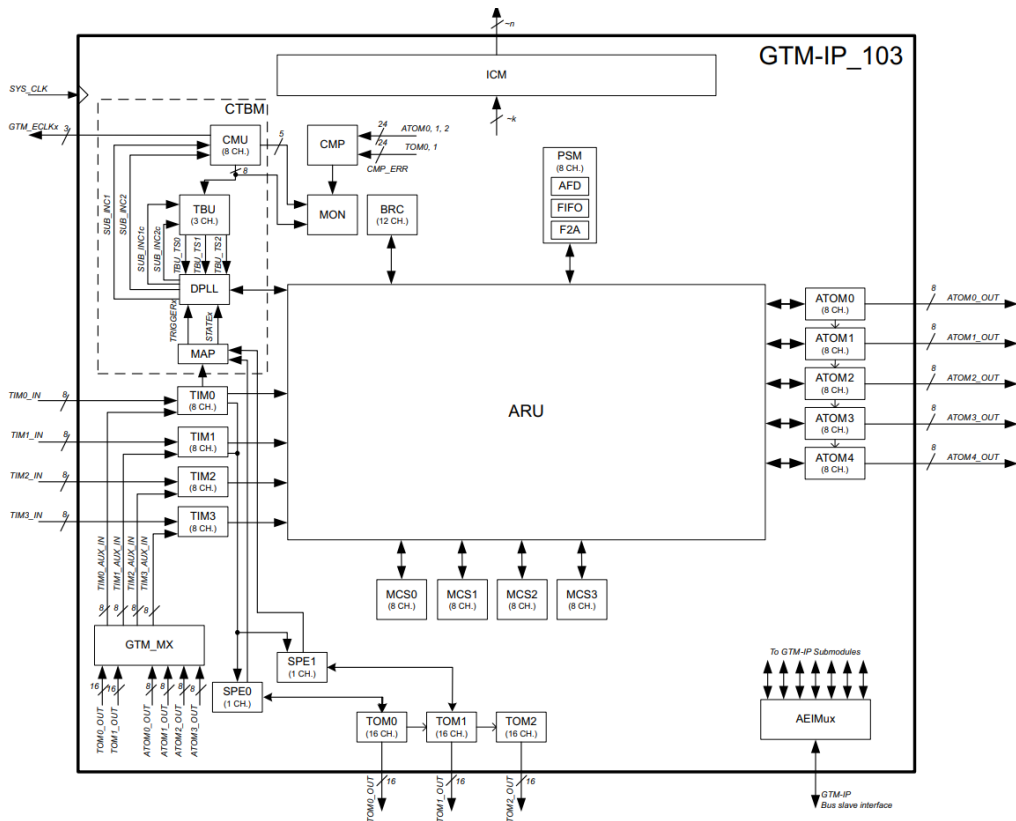 ~n
GTM-IP_103
ICM
SYS_CLK
CTBM
~k
GTM_ECLKx
3
CMU
(8 CH.)
5
8
CMP
24
ATOM0, 1, 2
24
TOM0, 1
CMP_ERR
PSM
(8 CH.)
AFD
FIFO
F2A
SUB_INC1
SUB_INC2
SUB_INC1c
SUB_INC2c
TBU
(3 CH.)
MON
BRC
(12 CH.)
TBU_TS0
TBU_TS1
TBU_TS2
DPLL
TRIGGERx
STATEx
MAP
ARU
ATOM0
(8 CH.)
8
ATOM0_OUT
ATOM1
(8 CH.)
8
ATOM1_OUT
ATOM2
(8 CH.)
8
ATOM2_OUT
ATOM3
(8 CH.)
8
ATOM3_OUT
ATOM4
(8 CH.)
8
ATOM4_OUT
TIM0_IN
8
TIM0
(8 CH.)
TIM1_IN
8
TIM1
(8 CH.)
TIM2_IN
8
TIM2
(8 CH.)
TIM3_IN
8
TIM3
(8 CH.)
TIM0_AUX_IN
TIM1_AUX_IN
TIM2_AUX_IN
TIM3_AUX_IN
8
8
8
8
MCS0
(8 CH.)
MCS1
(8 CH.)
MCS2
(8 CH.)
MCS3
(8 CH.)
GTM_MX
16
16
8
8
8
8
TOM0_OUT
TOM1_OUT
ATOM0_OUT
ATOM1_OUT
ATOM2_OUT
ATOM3_OUT
SPE1
(1 CH.)
SPE0
(1 CH.)
TOM0
(16 CH.)
TOM1
(16 CH.)
TOM2
(16 CH.)
16
16
16
TOM0_OUT
TOM1_OUT
TOM2_OUT
To GTM-IP Submodules
AEIMux
GTM-IP
Bus slave interface